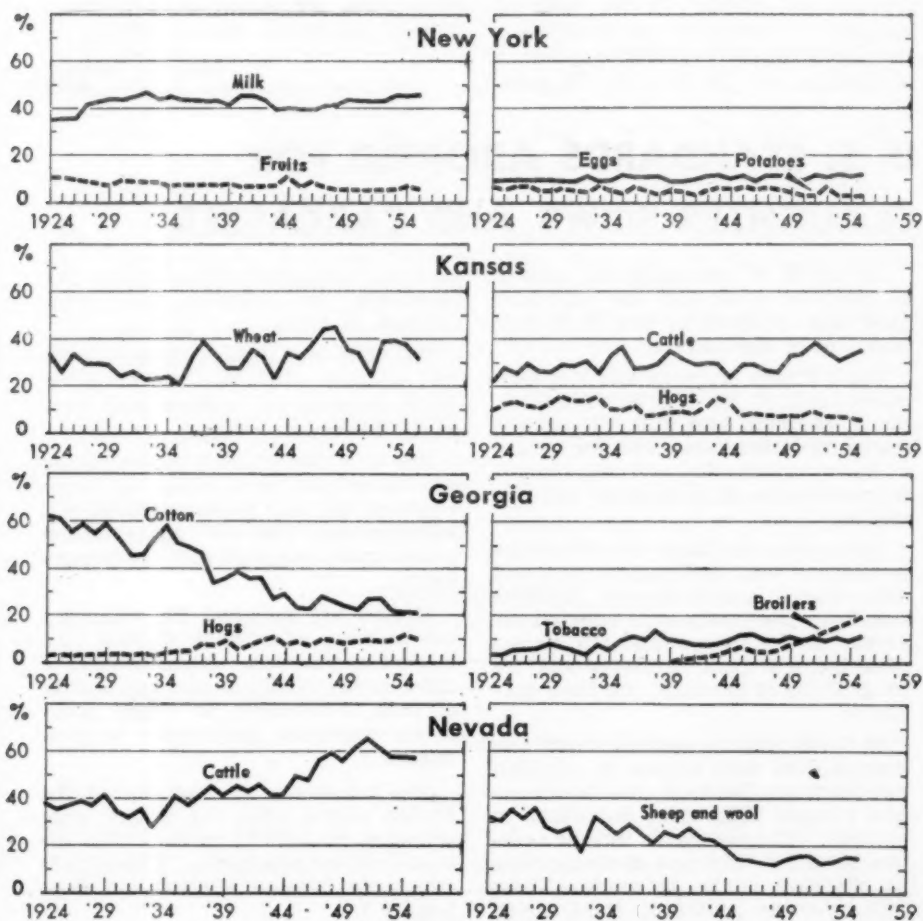 %
New York
60
Milk
40
20
Fruits
Eggs
Potatoes
0
1924 '29 '34 '39 '44 '49 '54 1924 '29 '34 '39 '44 '49 '54 '59
%
Kansas
60
40
Wheat
Cattle
20
Hogs
0
1924 '29 '34 '39 '44 '49 '54 1924 '29 '34 '39 '44 '49 '54 '59
%
Georgia
60
Cotton
40
20
Hogs
Tobacco
Broilers
0
1924 '29 '34 '39 '44 '49 '54 1924 '29 '34 '39 '44 '49 '54 '59
%
Nevada
60
Cattle
40
Sheep and wool
20
0
1924 '29 '34 '39 '44 '49 '54 1924 '29 '34 '39 '44 '49 '54 '59